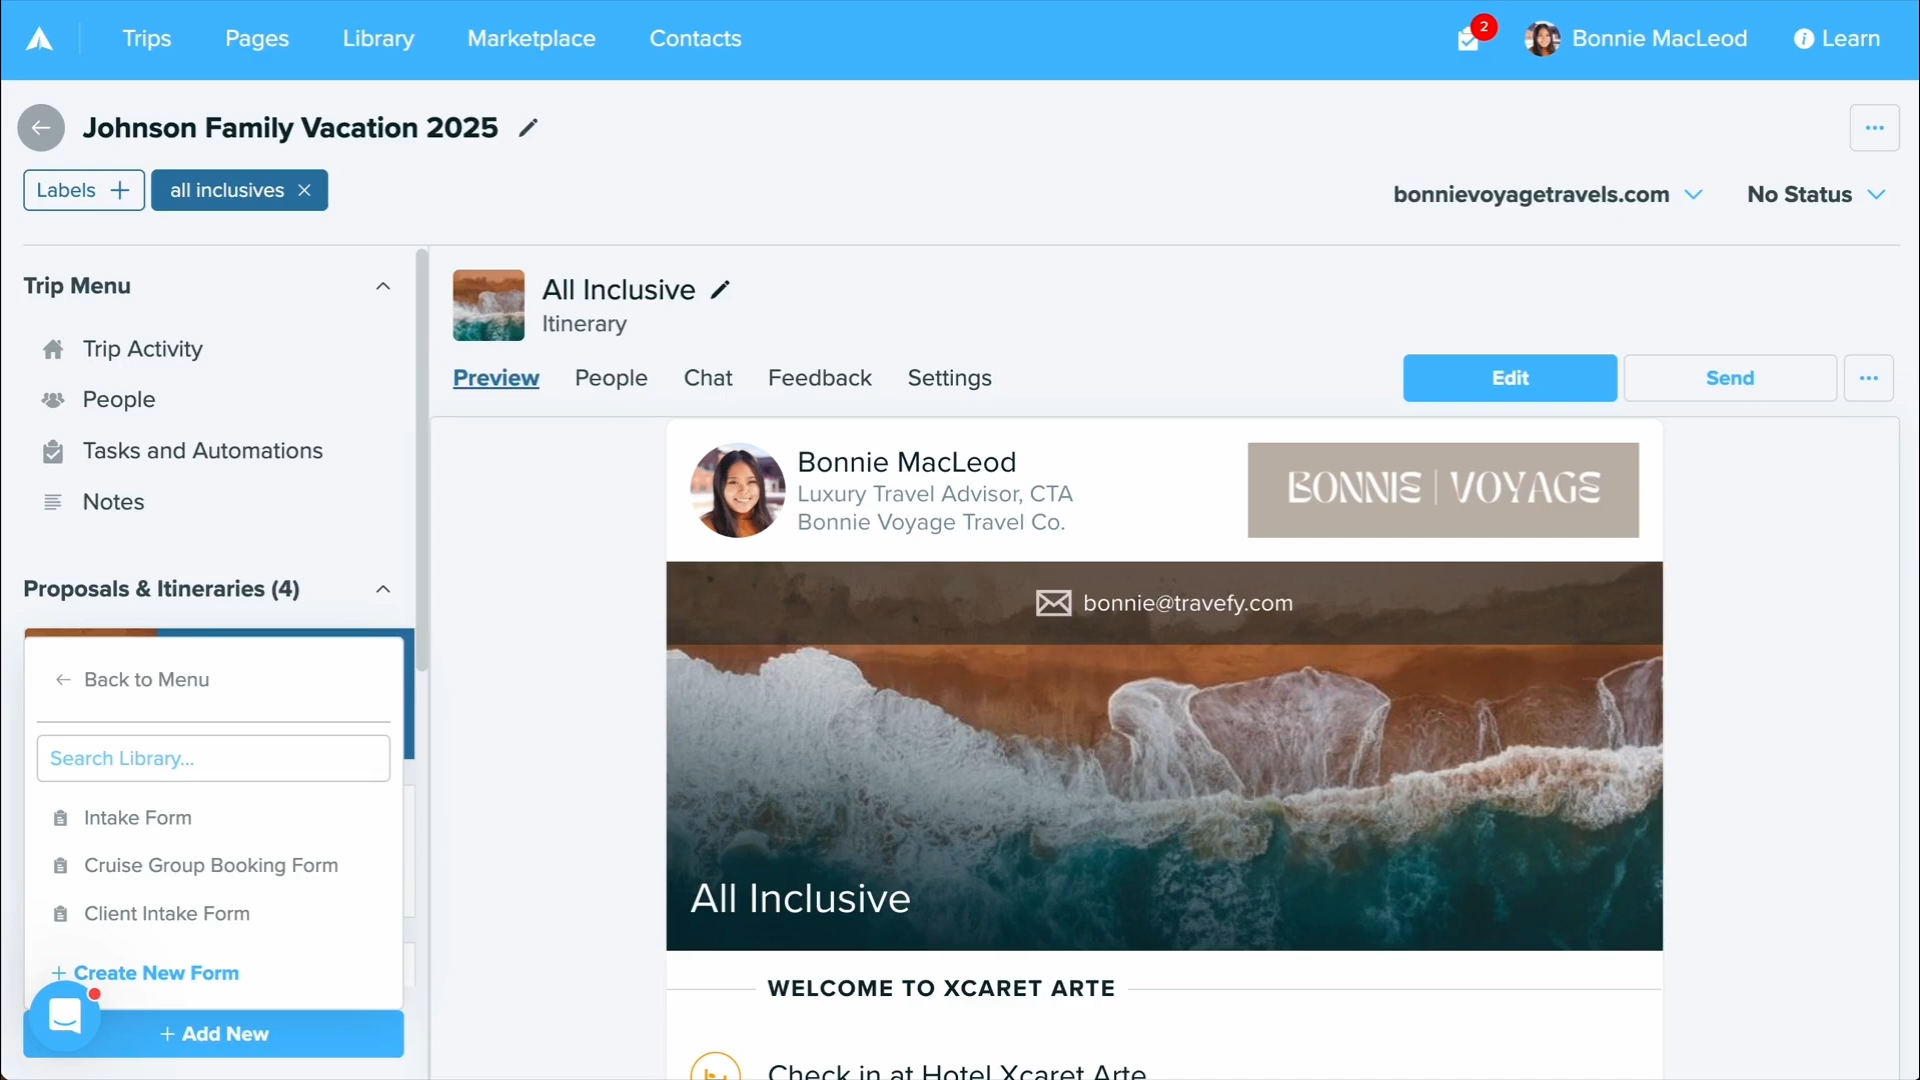 Trips
Pages
Library
Marketplace
Contacts
2
Bonnie MacLeod
Learn
Johnson Family Vacation 2025
Labels +
all inclusives ×
bonnievoyagetravels.com
No Status
Trip Menu
Trip Activity
People
Tasks and Automations
Notes
Proposals & Itineraries (4)
Back to Menu
Search Library...
Intake Form
Cruise Group Booking Form
Client Intake Form
+ Create New Form
+ Add New
All Inclusive
Itinerary
Preview
People
Chat
Feedback
Settings
Edit
Send
Bonnie MacLeod
Luxury Travel Advisor, CTA
Bonnie Voyage Travel Co.
BONNIE | VOYAGE
bonnie@travefy.com
All Inclusive
WELCOME TO XCARET ARTE
Check in at Hotel Xcaret Arte